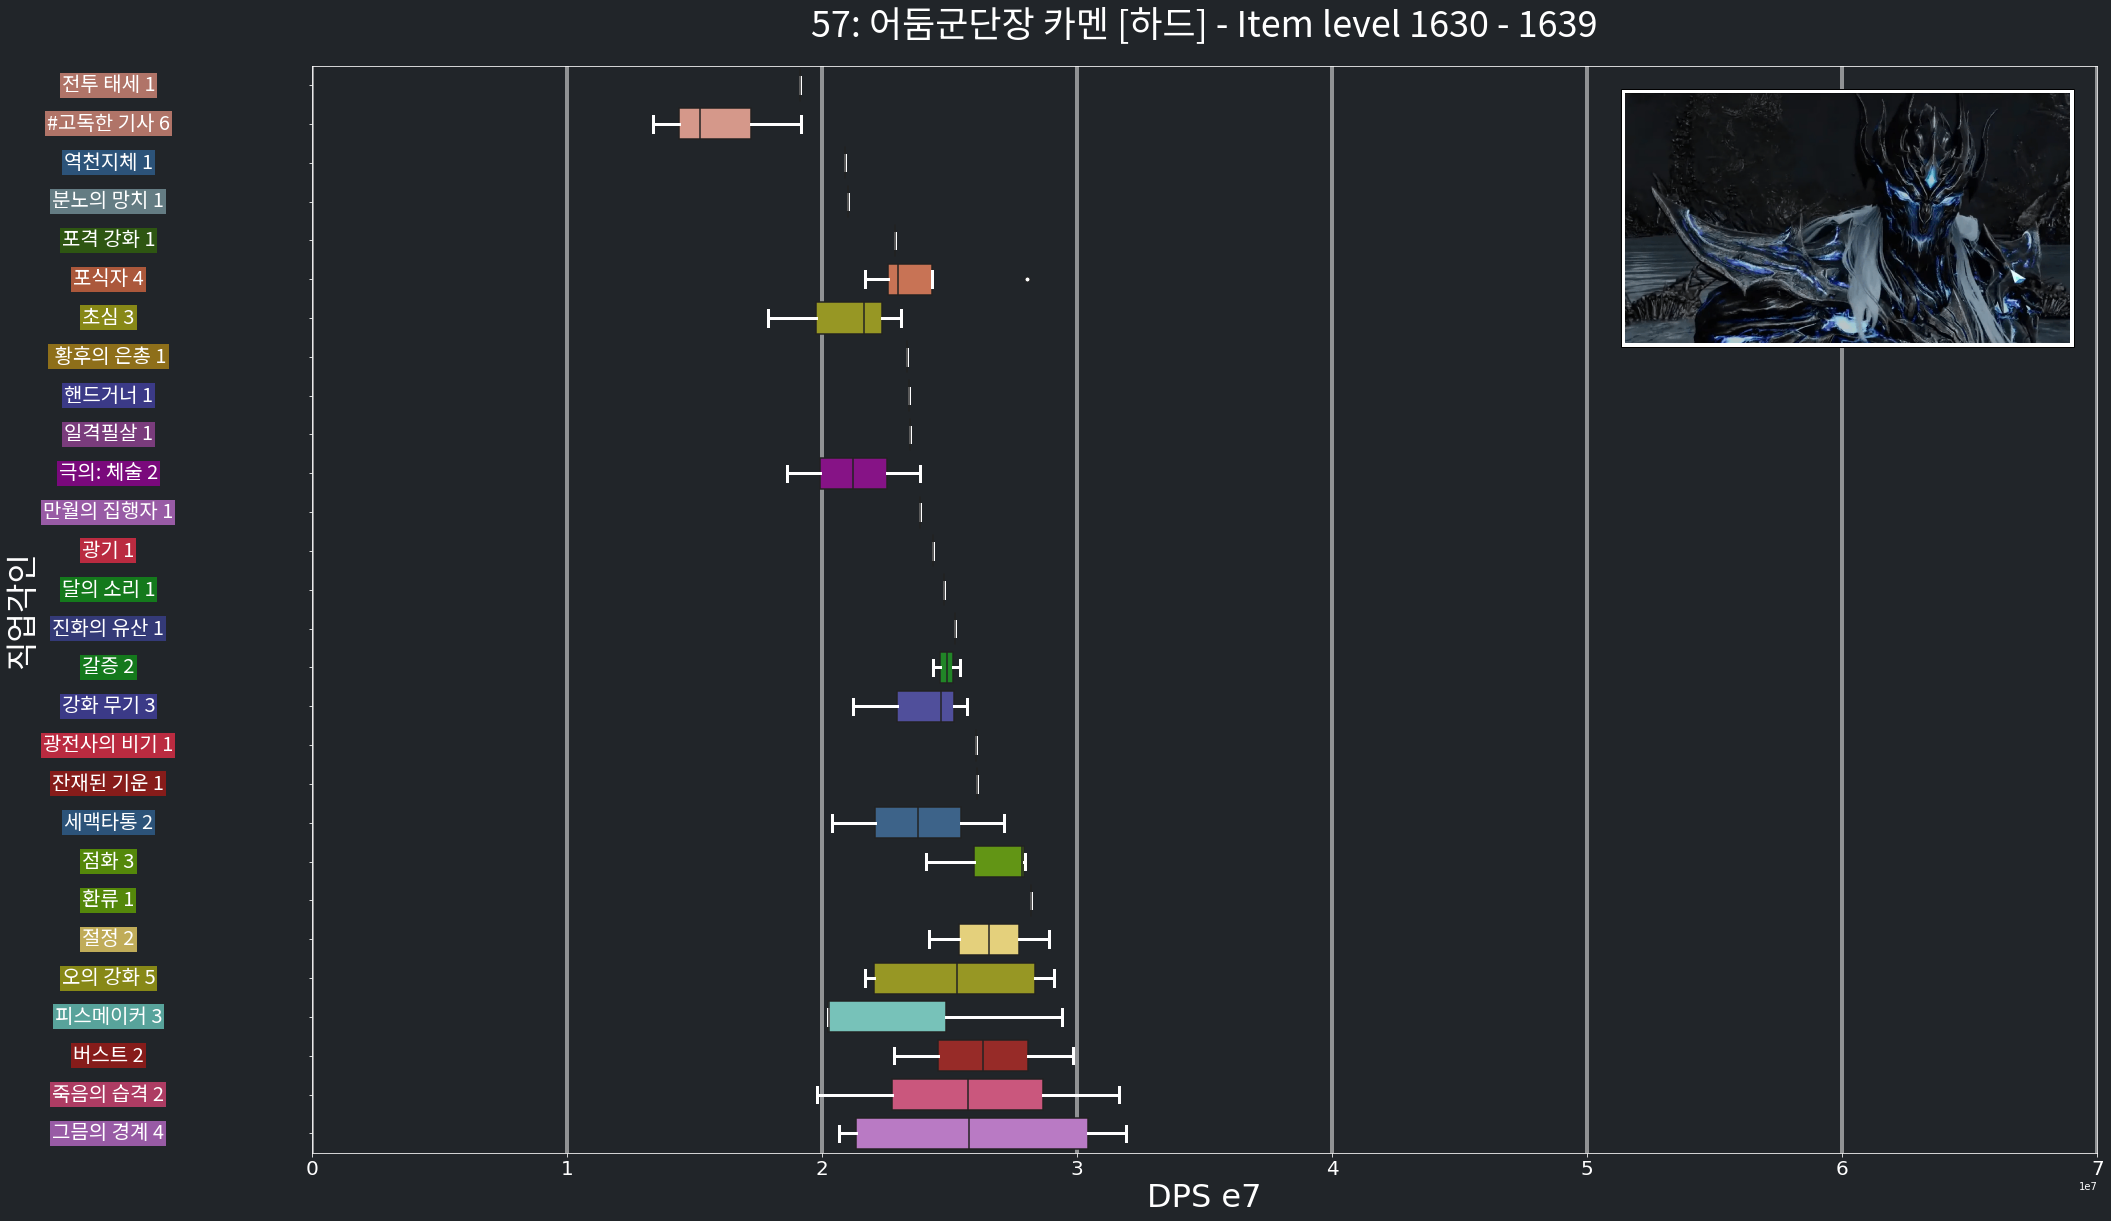 57: 어둠군단장 카멘 [하드] - Item level 1630 - 1639
전투 태세 1
#고독한 기사 6
역천지체 1
분노의 망치 1
포격 강화 1
포식자 4
초심 3
황후의 은총 1
핸드거너 1
일격필살 1
극의: 체술 2
만월의 집행자 1
광기 1
달의 소리 1
진화의 유산 1
갈증 2
강화 무기 3
광전사의 비기 1
잔재된 기운 1
세맥타통 2
점화 3
환류 1
절정 2
오의 강화 5
피스메이커 3
버스트 2
죽음의 습격 2
그믐의 경계 4
직업각인
0 1 2 3 4 5 6 7
1e7
DPS e7